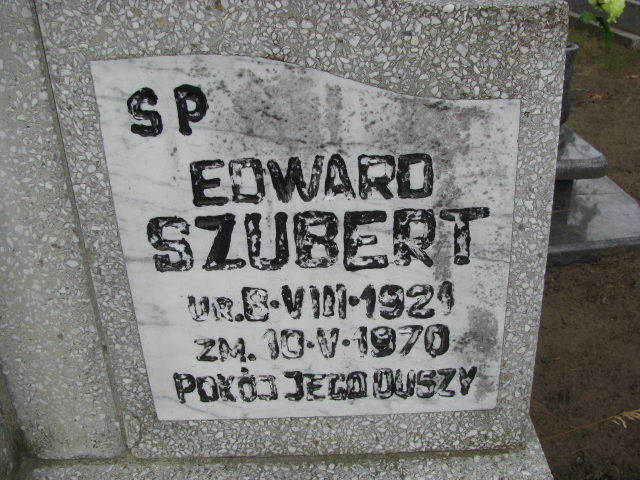 SP
EDWARD
SZUBERT
UR. 8·VIII·1921
ZM. 10·V·1970
POKÓJ JEGO DUSZY